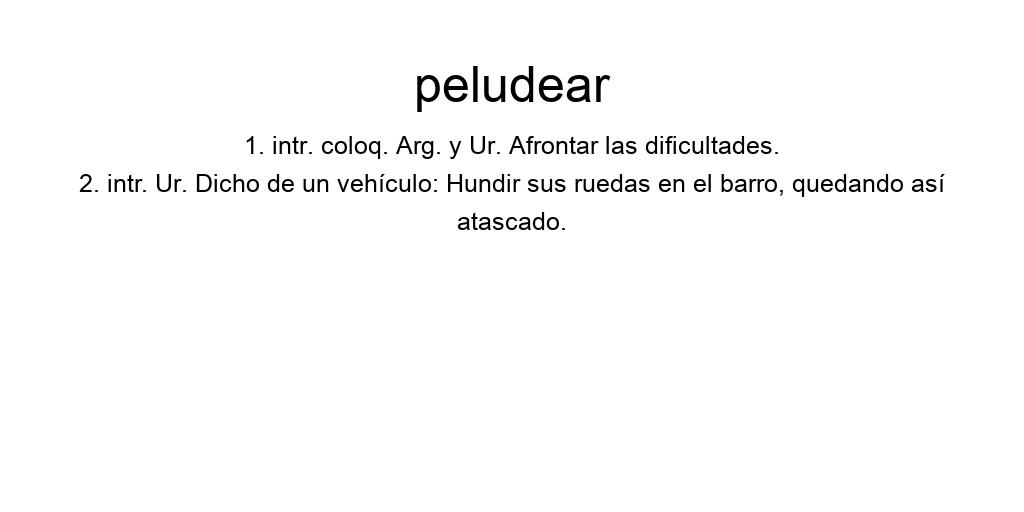 peludear
1. intr. coloq. Arg. y Ur. Afrontar las dificultades.
2. intr. Ur. Dicho de un vehículo: Hundir sus ruedas en el barro, quedando así
atascado.